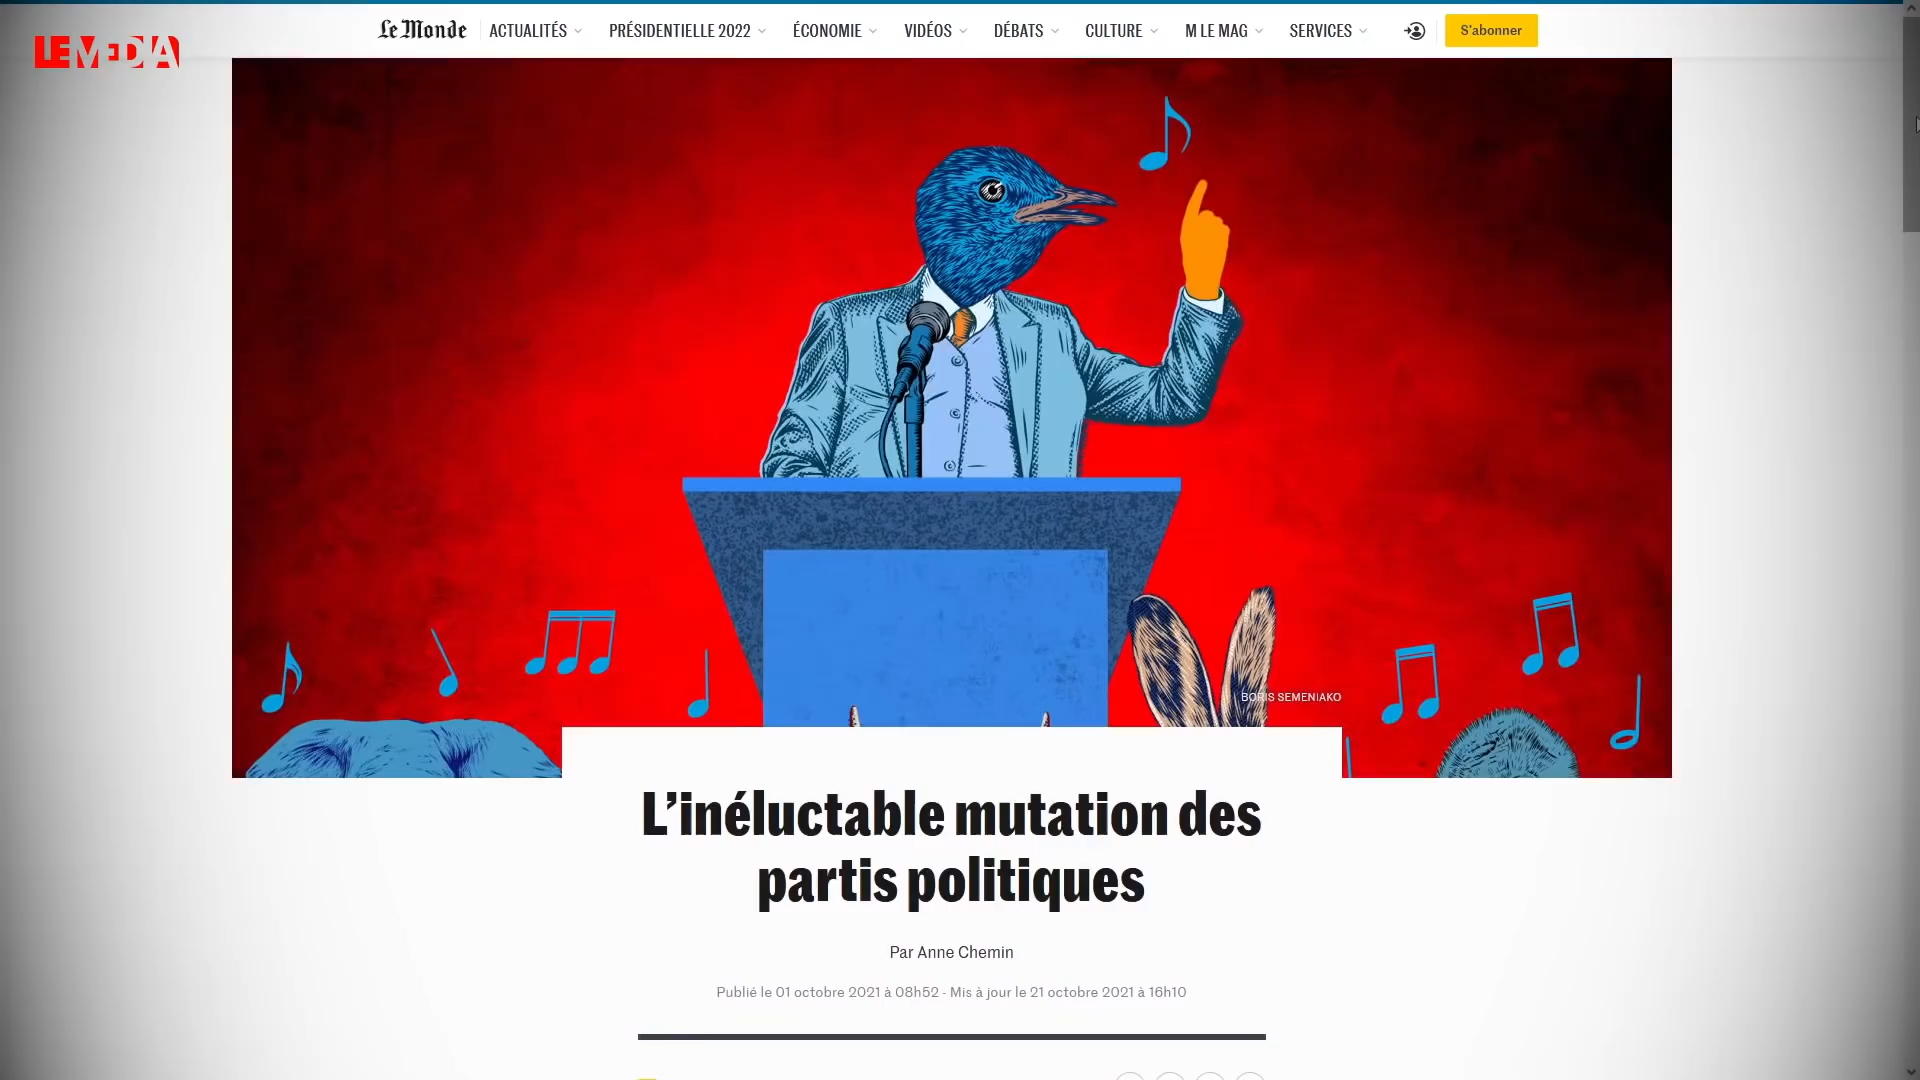 LE MEDIA
Le Monde
ACTUALITÉS
PRÉSIDENTIELLE 2022
ÉCONOMIE
VIDÉOS
DÉBATS
CULTURE
M LE MAG
SERVICES
S'abonner
BORIS SEMENIAKO
L’inéluctable mutation des
partis politiques
Par Anne Chemin
Publié le 01 octobre 2021 à 08h52 - Mis à jour le 21 octobre 2021 à 16h10